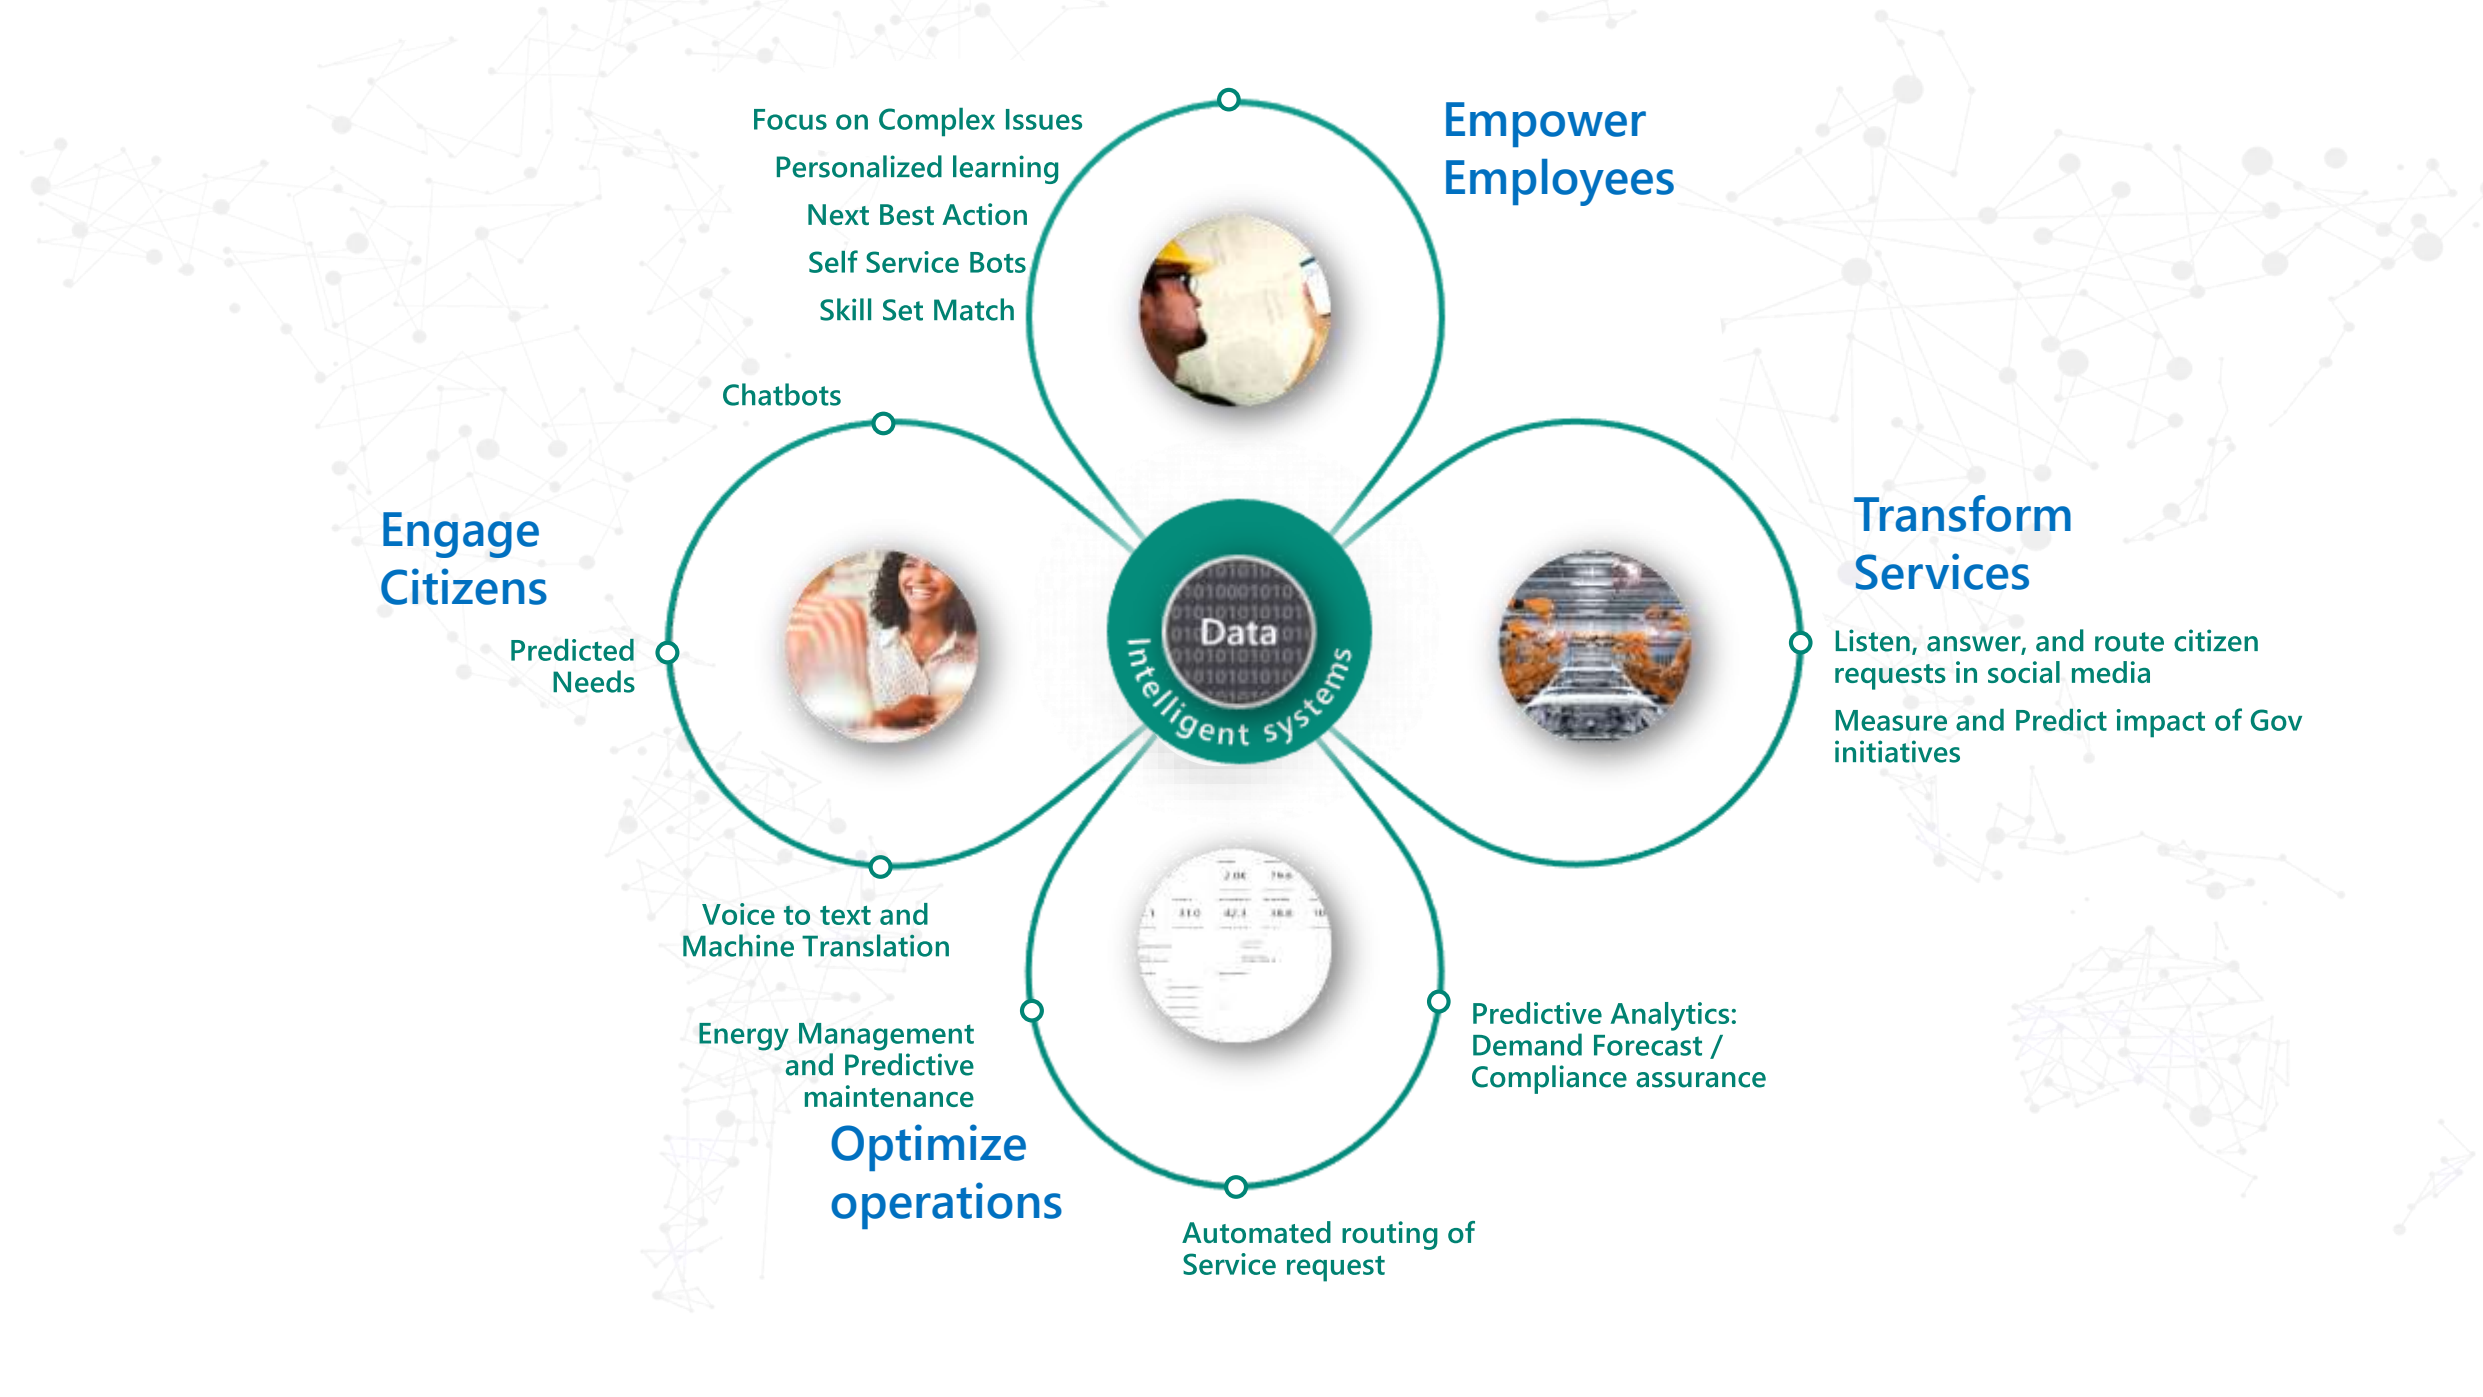 Focus on Complex Issues
Personalized learning
Next Best Action
Self Service Bots
Skill Set Match
Empower
Employees
Chatbots
Engage
Citizens
Predicted
Needs
Voice to text and
Machine Translation
Data
Intelligent systems
Transform
Services
Listen, answer, and route citizen
requests in social media
Measure and Predict impact of Gov
initiatives
Energy Management
and Predictive
maintenance
Optimize
operations
Predictive Analytics:
Demand Forecast /
Compliance assurance
Automated routing of
Service request